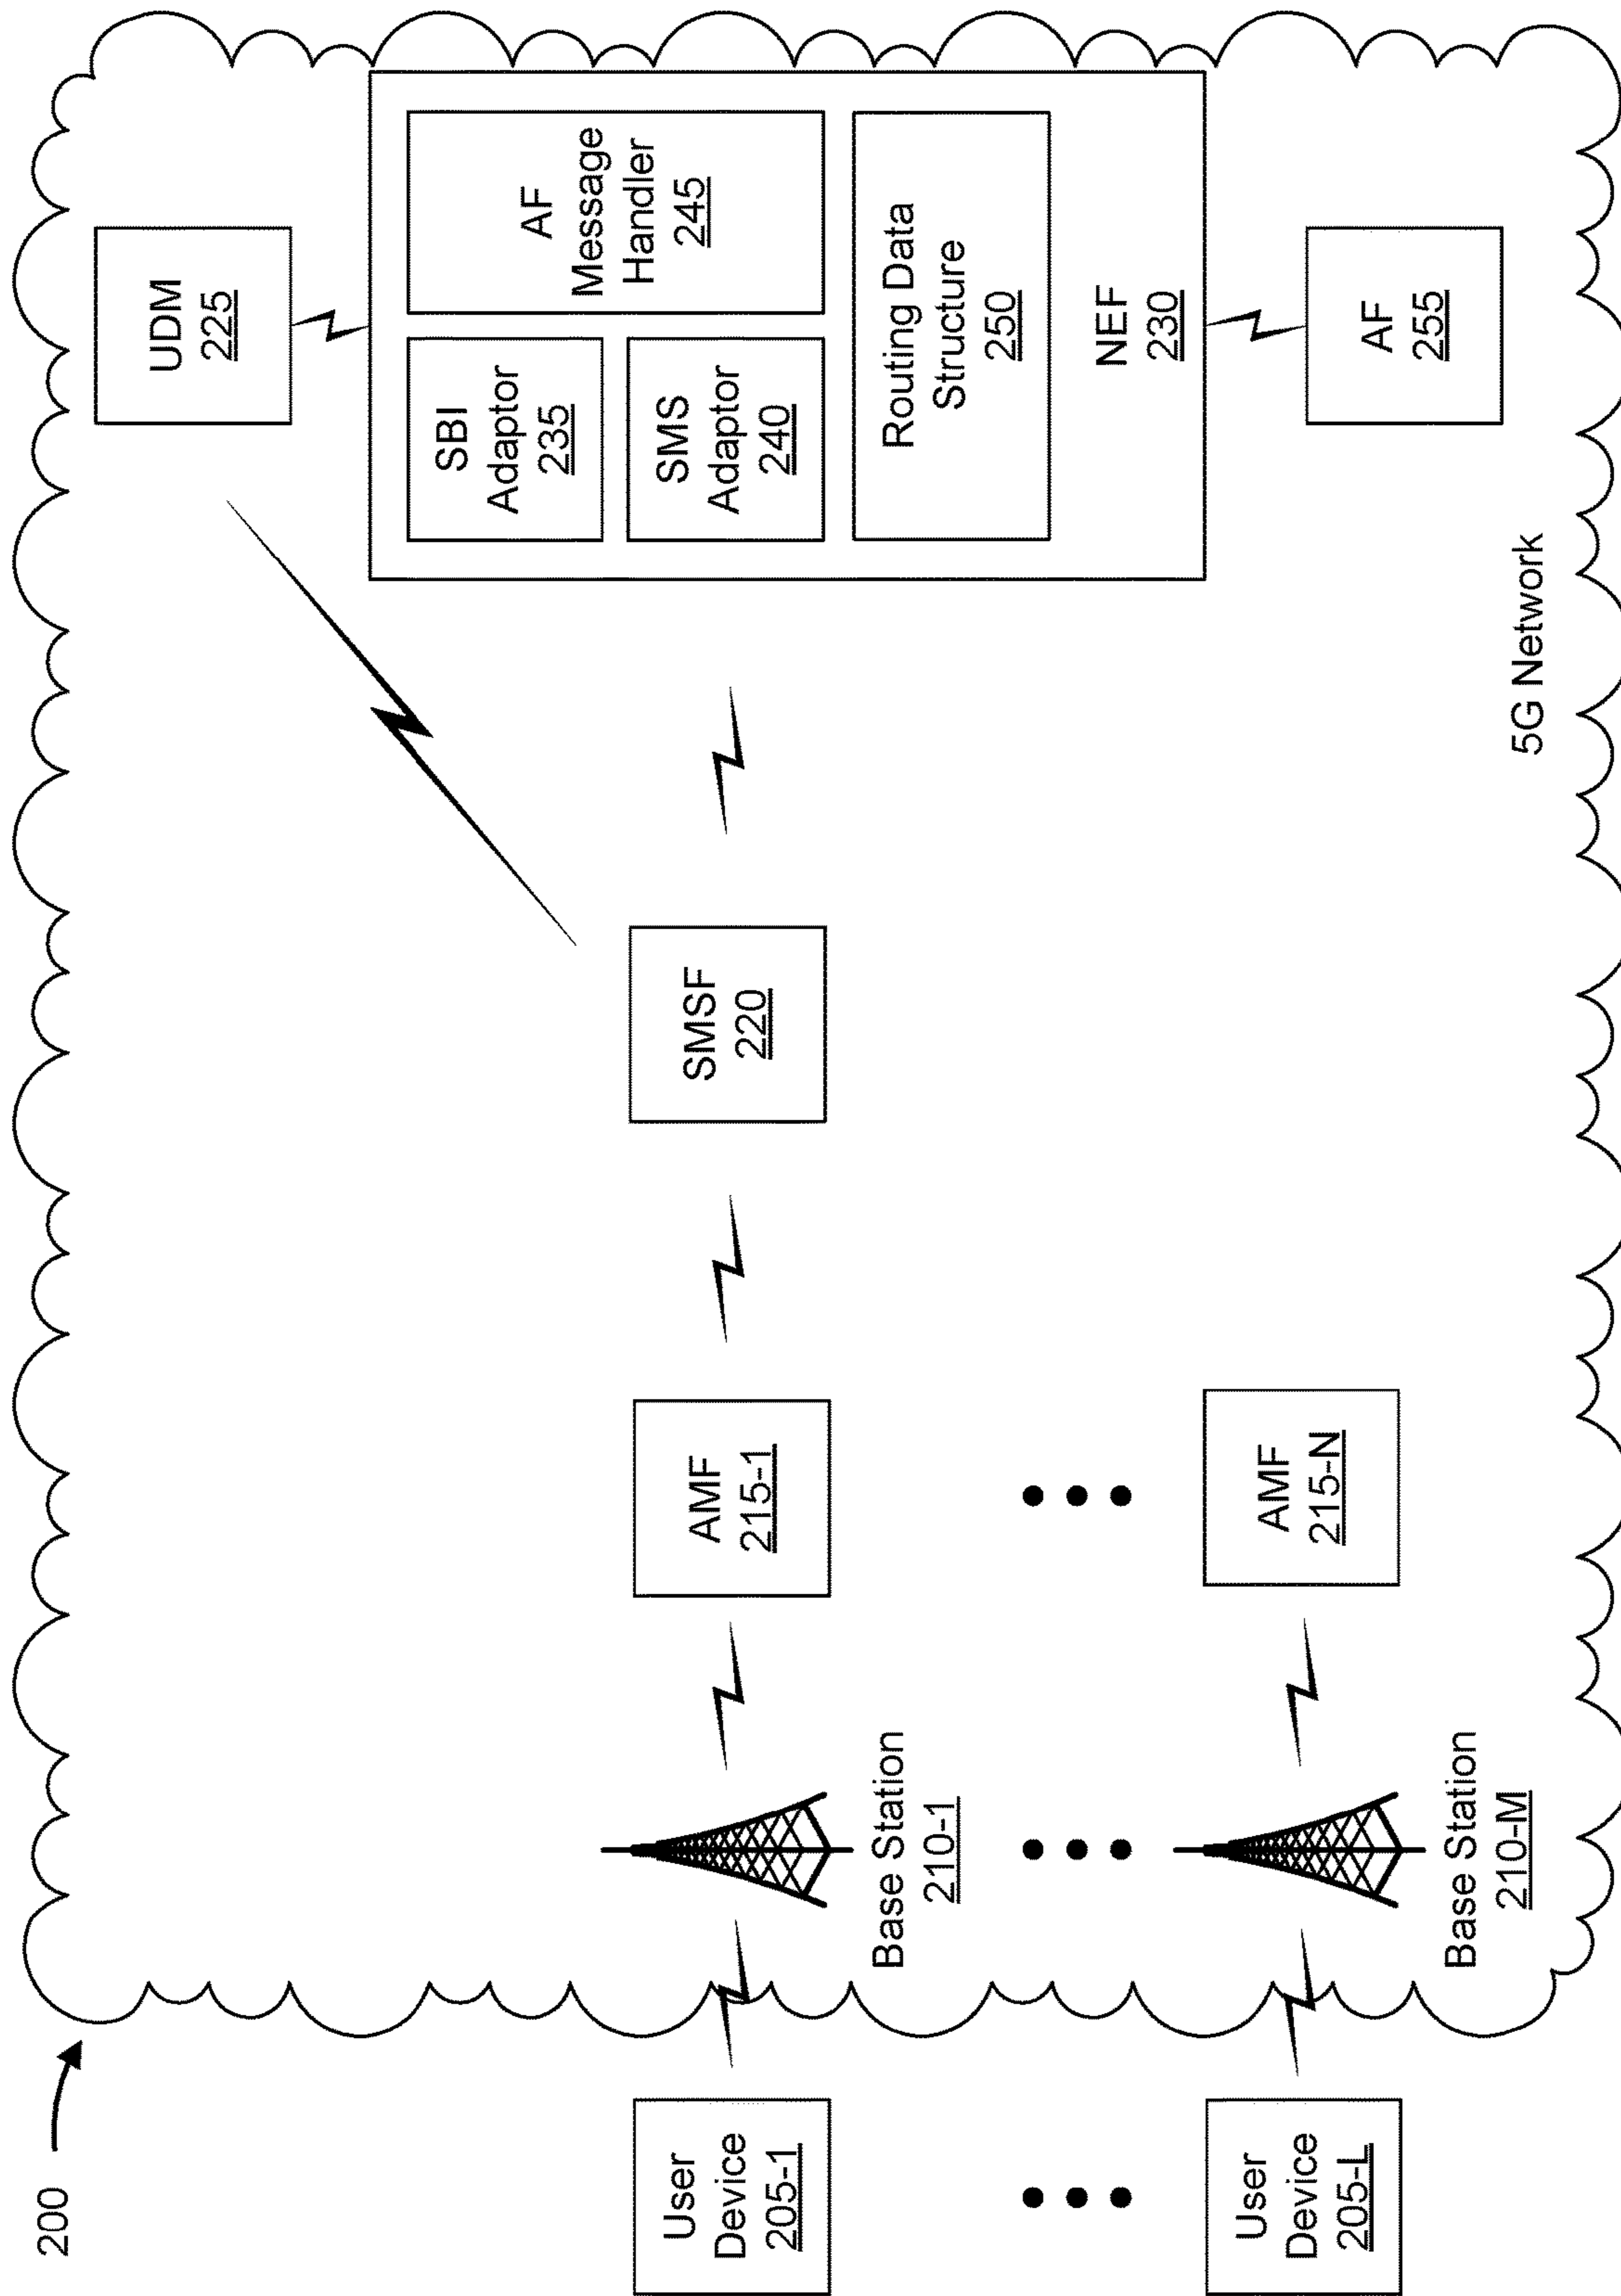 200
User
Device
205-1
User
Device
205-L
Base Station
210-1
Base Station
210-M
AMF
215-1
AMF
215-N
SMSF
220
UDM
225
SBI
Adaptor
235
SMS
Adaptor
240
AF
Message
Handler
245
Routing Data
Structure
250
NEF
230
AF
255
5G Network